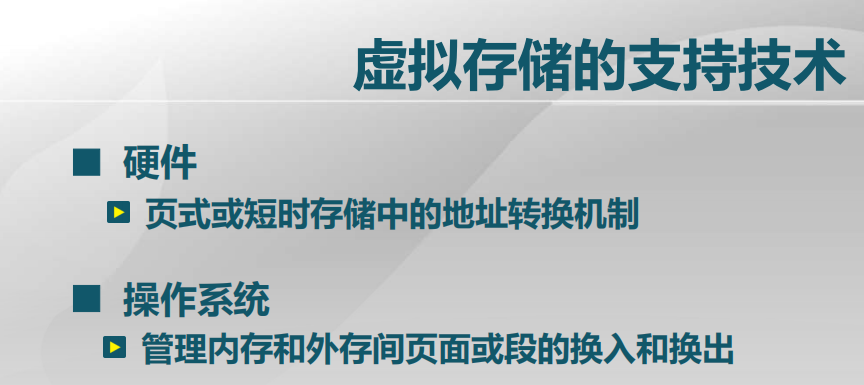 虚拟存储的支持技术
硬件
页式或短时存储中的地址转换机制
操作系统
管理内存和外存间页面或段的换入和换出